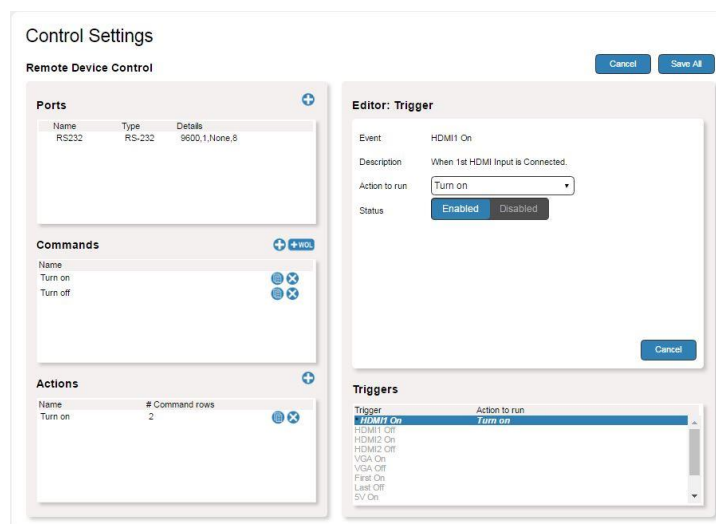 Control Settings
Remote Device Control
Cancel
Save All
Ports
Name Type Details
RS232 RS-232 9600,1,None,8
Commands
+WOL
Name
Turn on
Turn off
Actions
Name # Command rows
Turn on 2
Editor: Trigger
Event HDMI1 On
Description When 1st HDMI Input is Connected.
Action to run Turn on
Status Enabled Disabled
Cancel
Triggers
Trigger Action to run
* HDMI1 On Turn on
HDMI1 Off
HDMI2 On
HDMI2 Off
VGA On
VGA Off
First On
Last Off
5V On